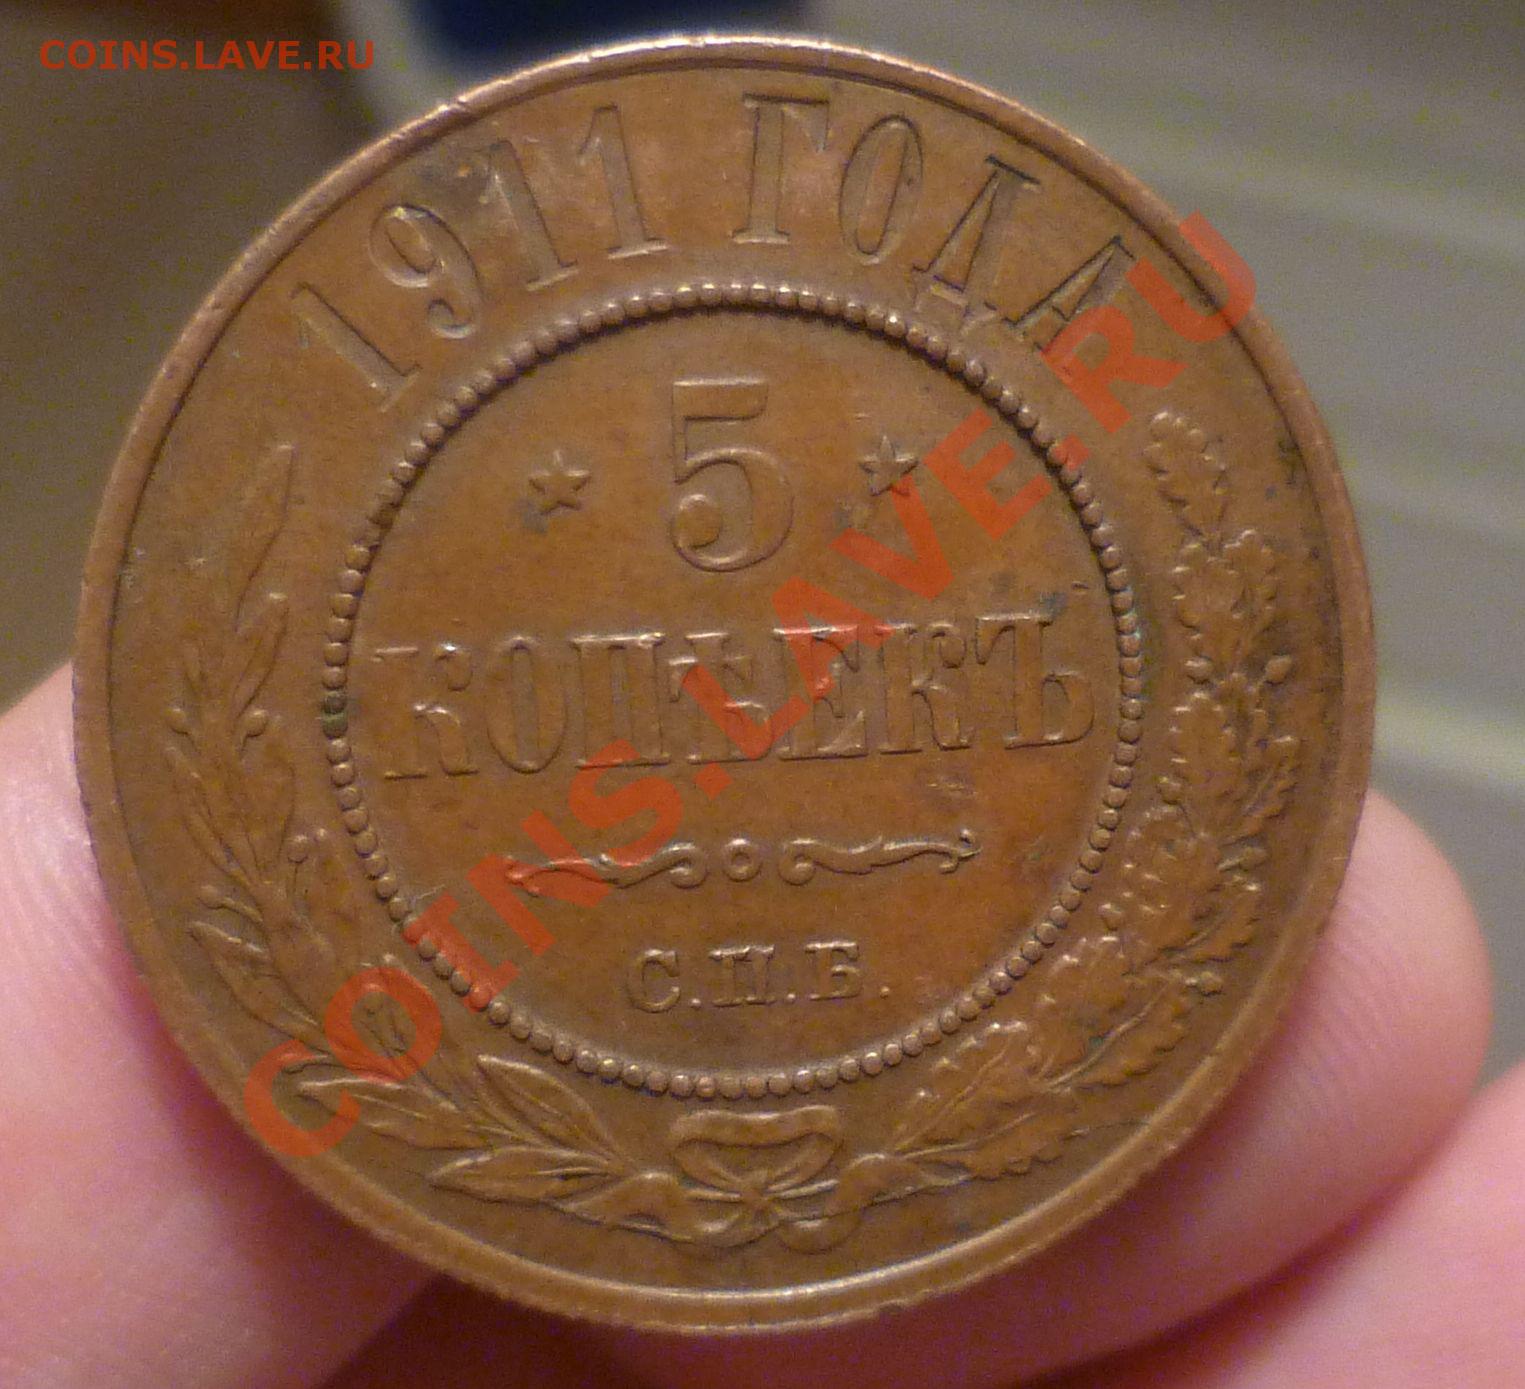 COINS.LAVE.RU
1911 ГОДА
5
КОПѢЕКЪ
С.П.Б.
COINS.LAVE.RU